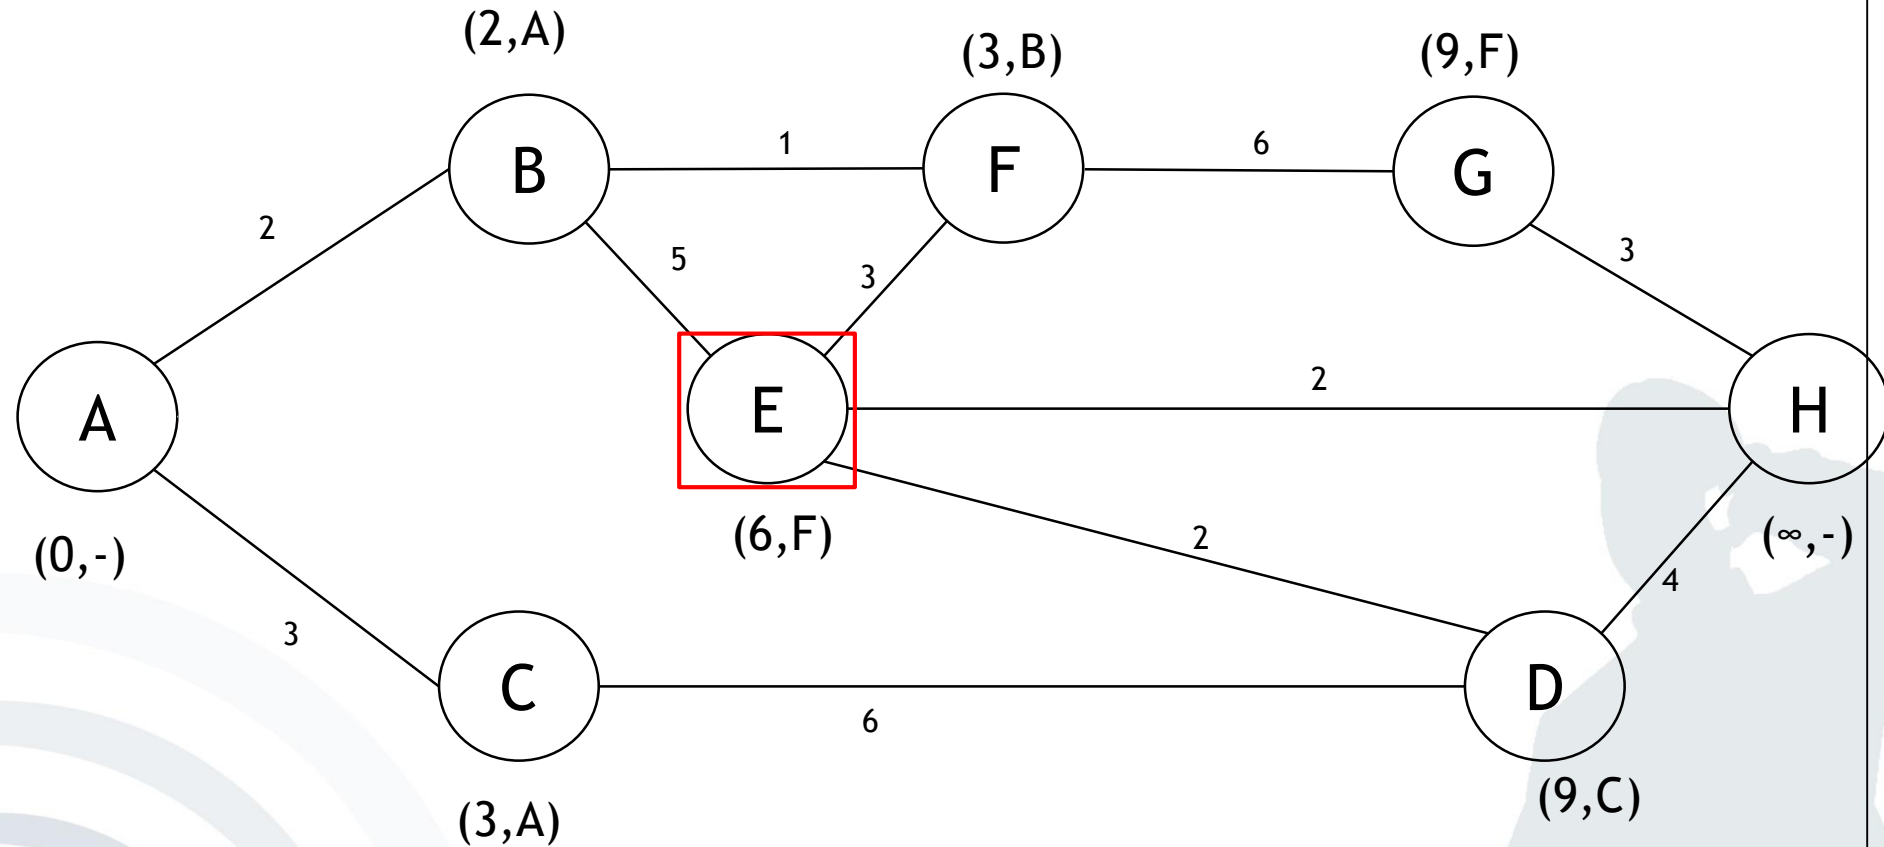 (2,A)
(3,B)
(9,F)
B
1
F
6
G
2
5
3
3
A
E
2
H
(0,-)
(6,F)
2
(∞,-)
4
3
C
6
D
(3,A)
(9,C)